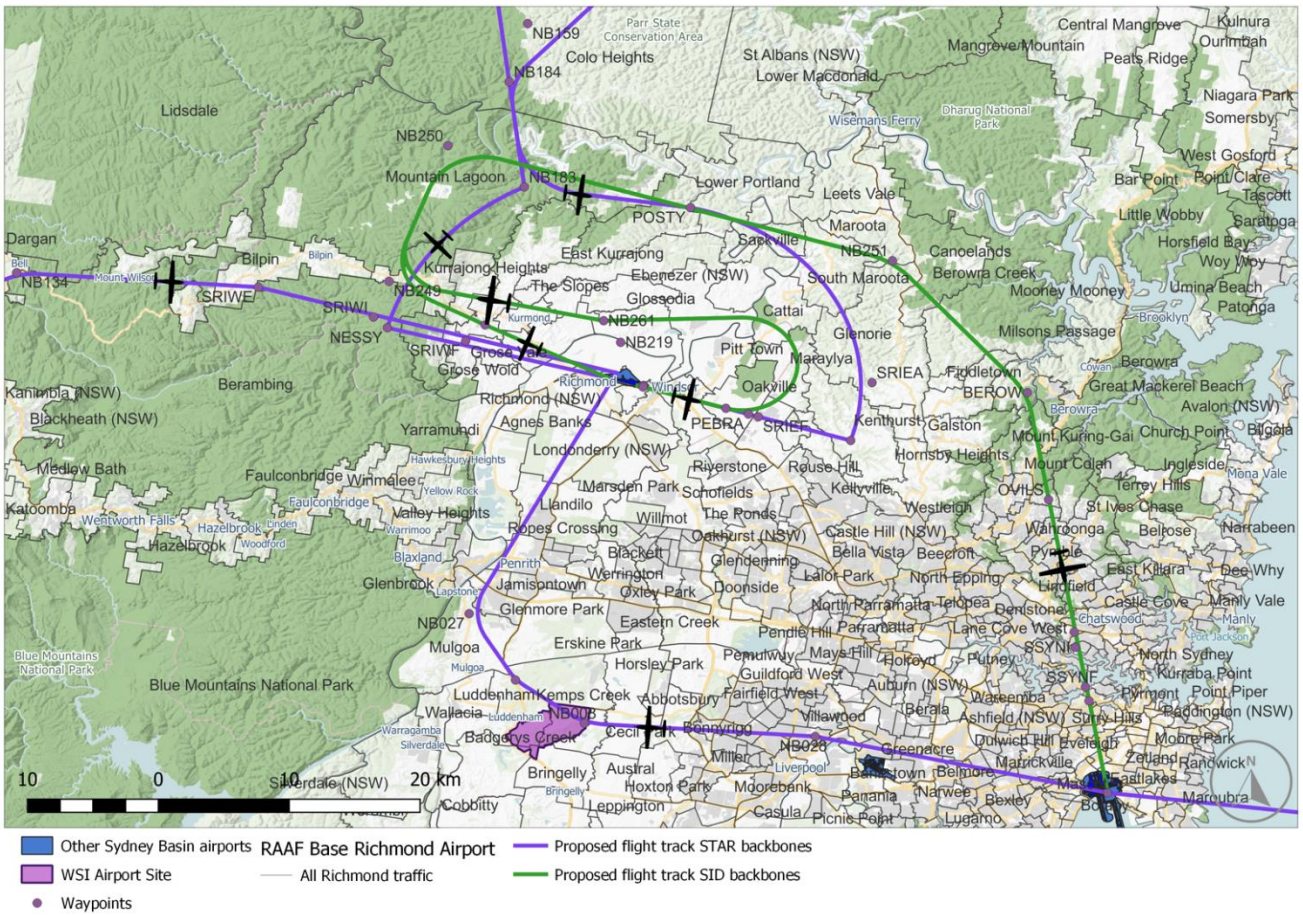 NB159
Parr State
Conservation Area
Central Mangrove
Kulnura
Ourimbah
Colo Heights
St Albans (NSW)
Mangrove Mountain
Peats Ridge
NB184
Lower Macdonald
Niagara Park
Lidsdale
Dharug National
Park
Somersby
Wisemans Ferry
NB250
West Gosford
Mountain Lagoon
NB183
Lower Portland
Leets Vale
Bar Point
Point Clare
Tascott
POSTY
Maroota
Little Wobby
Saratoga
Dargan
Sackville
NB251
Canoelands
Horsfield Bay
Bell
Bilpin
Bilpin
East Kurrajong
Woy Woy
NB134
Mount Wilson
Kurrajong Heights
Ebenezer (NSW)
South Maroota
Berowra Creek
SRIWE
NB249
The Slopes
Glossodia
Mooney Mooney
Umina Beach
Patonga
SRIWI
Kurmond
NB261
Cattai
Brooklyn
NESSY
Glenorie
Milsons Passage
SRIWF
Grose Vale
NB219
Pitt Town
Maraylya
Cowan
Berowra
Grose Wold
SRIEA
Fiddletown
Berambing
Richmond
Windsor
Oakville
BEROW
Great Mackerel Beach
Kanimbla (NSW)
Richmond (NSW)
Berowra
Avalon (NSW)
Blackheath (NSW)
Yarramundi
Agnes Banks
PEBRA
SRIEF
Kenthurst
Galston
Mount Kuring-Gai
Church Point
Bilgola
Londonderry (NSW)
Hornsby Heights
Medlow Bath
Hawkesbury Heights
Riverstone
Rouse Hill
Mount Colah
Ingleside
Mona Vale
Faulconbridge
Winmalee
Marsden Park
Kellyville
Katoomba
Faulconbridge
Yellow Rock
Schofields
OVILS
Terrey Hills
Wentworth Falls
Hazelbrook
Linden
Valley Heights
Llandilo
Willmot
The Ponds
Westleigh
St Ives Chase
Woodford
Warrimoo
Ropes Crossing
Oakhurst (NSW)
Castle Hill (NSW)
Wahroonga
Belrose
Narrabeen
Hazelbrook
Blaxland
Blackett
Bella Vista
Beecroft
Pymble
Penrith
Werrington
Glendenning
Lalor Park
North Epping
East Killara
Dee Why
Glenbrook
Lapstone
Jamisontown
Oxley Park
Doonside
Lindfield
Glenmore Park
North Parramatta
Telopea
Denistone
Castle Cove
Manly Vale
NB027
Eastern Creek
Pendle Hill
Parramatta
Lane Cove West
Chatswood
Manly
Mulgoa
Erskine Park
Pemulwuy
Mays Hill
Putney
SSYNI
Port Jackson
Blue Mountains
National Park
Mulgoa
Horsley Park
Guildford West
North Sydney
Blue Mountains National Park
Luddenham
Kemps Creek
Abbotsbury
Fairfield West
Auburn (NSW)
Wareemba
SSYNF
Kurraba Point
Wallacia
Luddenham
NB008
Villawood
Berala
Pyrmont
Point Piper
Warragamba
Badgerys Creek
Bonnyrigg
Ashfield (NSW)
Surry Hills
Paddington (NSW)
Silverdale
NB028
Greenacre
Dulwich Hill
Eveleigh
Moore Park
Bringelly
Austral
Miller
Liverpool
Marrickville
Zetland
Randwick
Silverdale (NSW)
Bringelly
Hoxton Park
Moorebank
Belmore
Eastlakes
Cobbitty
Leppington
Casula
Panania
Narwee
Bexley
Maroubra
Picnic Point
Lugarno
N
10 0 10 20 km
Other Sydney Basin airports
RAAF Base Richmond Airport
Proposed flight track STAR backbones
WSI Airport Site
All Richmond traffic
Proposed flight track SID backbones
Waypoints